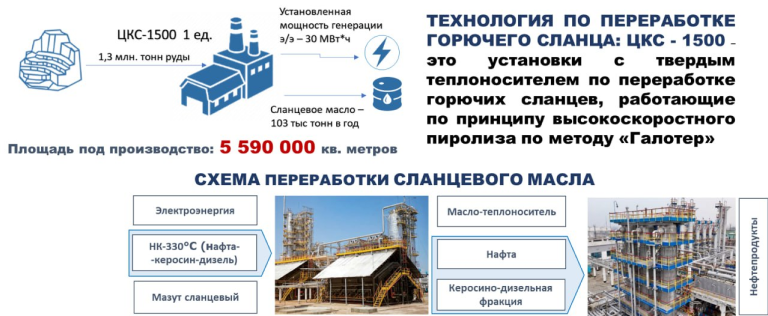 ЦКС-1500 1 ед.
1,3 млн. тонн руды
Установленная
мощность генерации
э/э – 30 МВт*ч
Сланцевое масло –
103 тыс тонн в год
Площадь под производство: 5 590 000 кв. метров
ТЕХНОЛОГИЯ ПО ПЕРЕРАБОТКЕ
ГОРЮЧЕГО СЛАНЦА: ЦКС - 1500 –
это установки с твердым
теплоносителем по переработке
горючих сланцев, работающие
по принципу высокоскоростного
пиролиза по методу «Галотер»
СХЕМА ПЕРЕРАБОТКИ СЛАНЦЕВОГО МАСЛА
Электроэнергия
НК-330°С (нафта-
-керосин-дизель)
Мазут сланцевый
Масло-теплоноситель
Нафта
Керосино-дизельная
фракция
Нефтепродукты